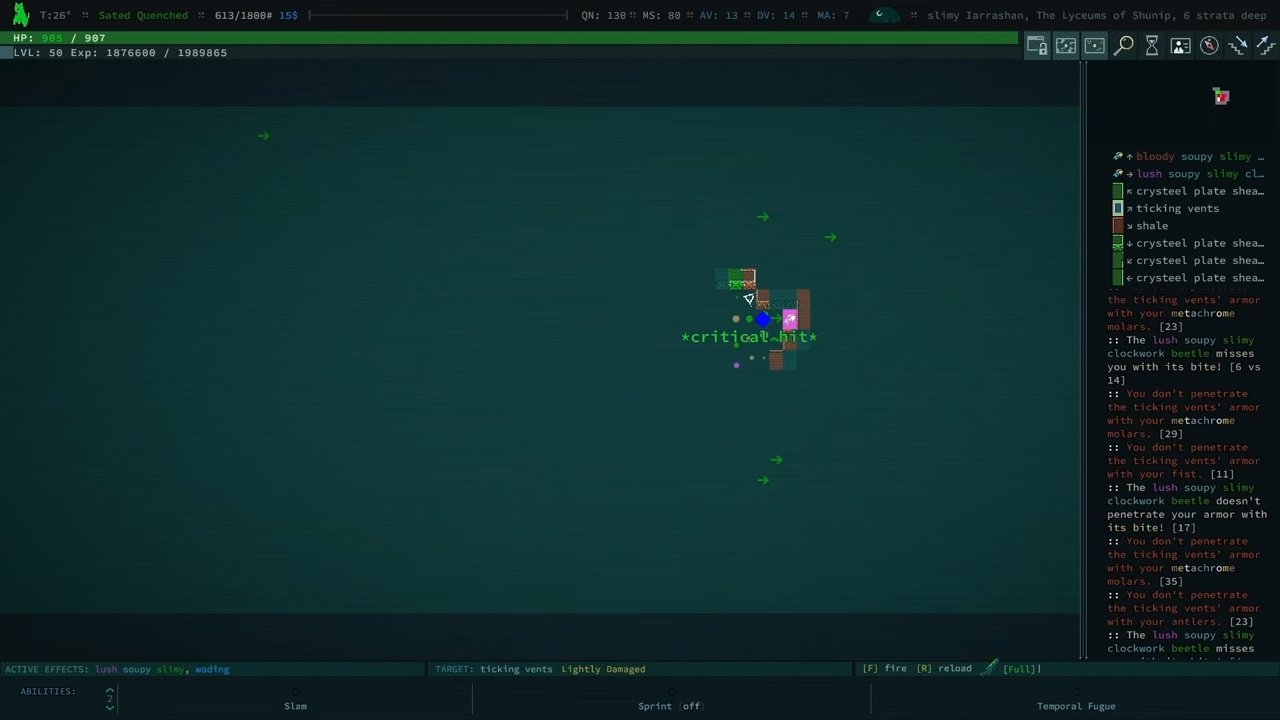 T:26° :: Sated Quenched :: 613/1800# 15$ QN: 130 :: MS: 80 :: AV: 13 :: DV: 14 :: MA: 7 :: slimy Iarrashan, The Lyceums of Shunip, 6 strata deep
HP: 905 / 907
LVL: 50 Exp: 1876600 / 1989865
↑ bloody soupy slimy …
→ lush soupy slimy cl…
↖ crysteel plate shea…
↗ ticking vents
↘ shale
↓ crysteel plate shea…
↙ crysteel plate shea…
← crysteel plate shea…
the ticking vents' armor
with your metachrome
molars. [23]
:: The lush soupy slimy
clockwork beetle misses
you with its bite! [6 vs
14]
:: You don't penetrate
the ticking vents' armor
with your metachrome
molars. [29]
:: You don't penetrate
the ticking vents' armor
with your fist. [11]
:: The lush soupy slimy
clockwork beetle doesn't
penetrate your armor with
its bite! [17]
:: You don't penetrate
the ticking vents' armor
with your metachrome
molars. [35]
:: You don't penetrate
the ticking vents' armor
with your antlers. [23]
:: The lush soupy slimy
clockwork beetle misses
*critical hit*
ACTIVE EFFECTS: lush soupy slimy, wading
TARGET: ticking vents Lightly Damaged
[F] fire [R] reload [Full]
ABILITIES: 2 Slam Sprint [off] Temporal Fugue